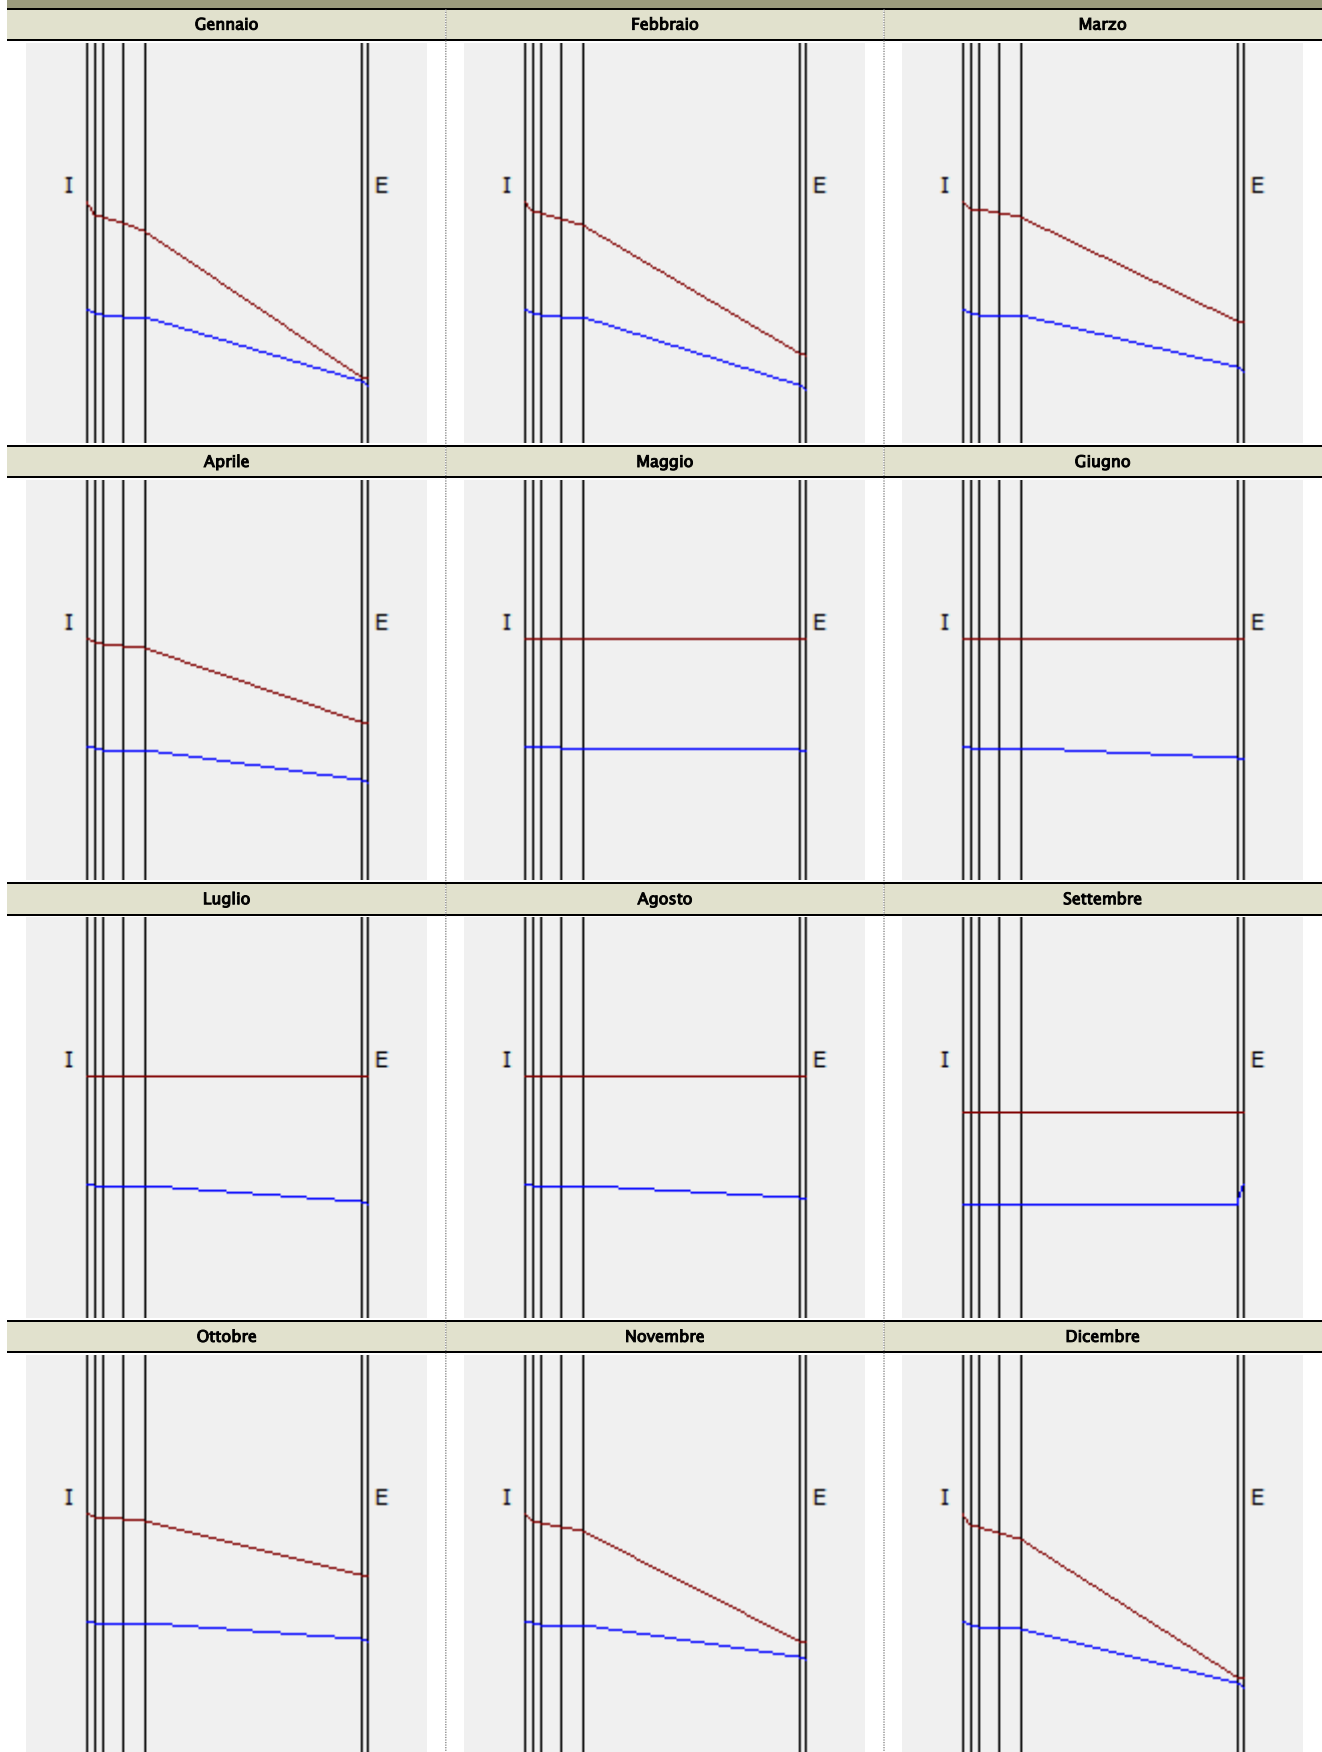 Gennaio Febbraio Marzo
I E I E I E
Aprile Maggio Giugno
I E I E I E
Luglio Agosto Settembre
I E I E I E
Ottobre Novembre Dicembre
I E I E I E